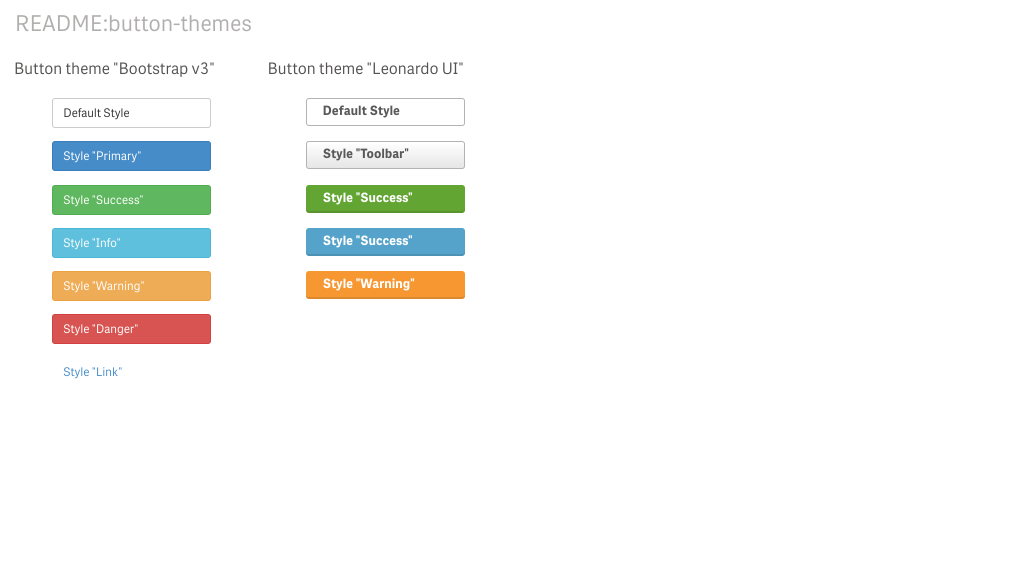 README:button-themes
Button theme "Bootstrap v3"
Default Style
Style "Primary"
Style "Success"
Style "Info"
Style "Warning"
Style "Danger"
Style "Link"
Button theme "Leonardo UI"
Default Style
Style "Toolbar"
Style "Success"
Style "Success"
Style "Warning"